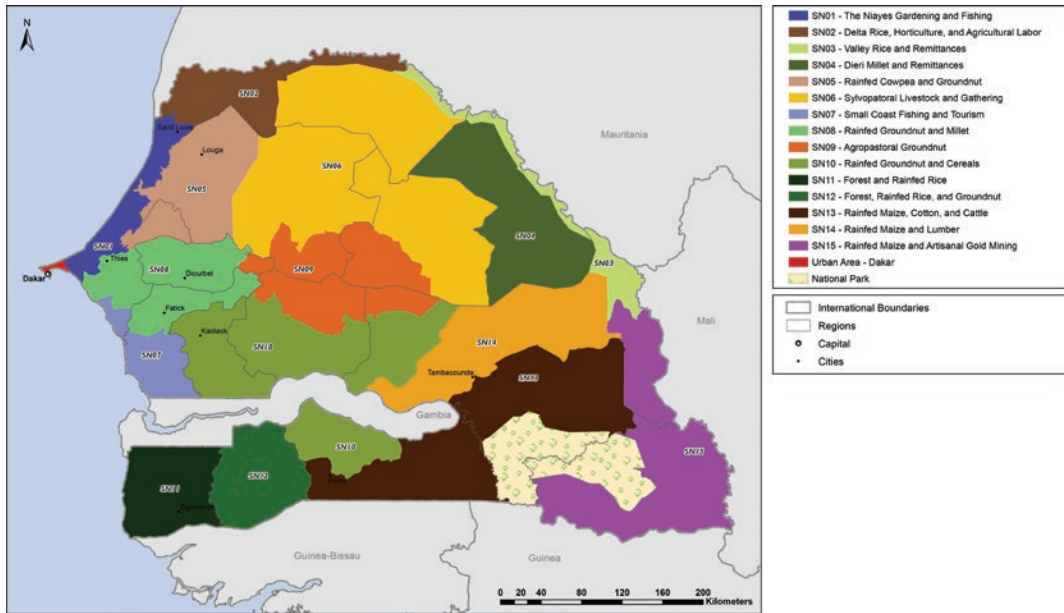 N
SN02
Saint Louis
Louga
SN05
SN06
Mauritania
SN01
Thies
SN08
Diourbel
SN09
SN04
SN03
Dakar
Fatick
Kaolack
SN10
SN14
Mali
SN07
Tambacounda
SN13
Gambia
SN10
SN15
SN12
SN11
Guinea-Bissau
Guinea
0 20 40 80 120 160 200
Kilometers
SN01 - The Niayes Gardening and Fishing
SN02 - Delta Rice, Horticulture, and Agricultural Labor
SN03 - Valley Rice and Remittances
SN04 - Dieri Millet and Remittances
SN05 - Rainfed Cowpea and Groundnut
SN06 - Sylvopatoral Livestock and Gathering
SN07 - Small Coast Fishing and Tourism
SN08 - Rainfed Groundnut and Millet
SN09 - Agropastoral Groundnut
SN10 - Rainfed Groundnut and Cereals
SN11 - Forest and Rainfed Rice
SN12 - Forest, Rainfed Rice, and Groundnut
SN13 - Rainfed Maize, Cotton, and Cattle
SN14 - Rainfed Maize and Lumber
SN15 - Rainfed Maize and Artisanal Gold Mining
Urban Area - Dakar
National Park
International Boundaries
Regions
Capital
Cities